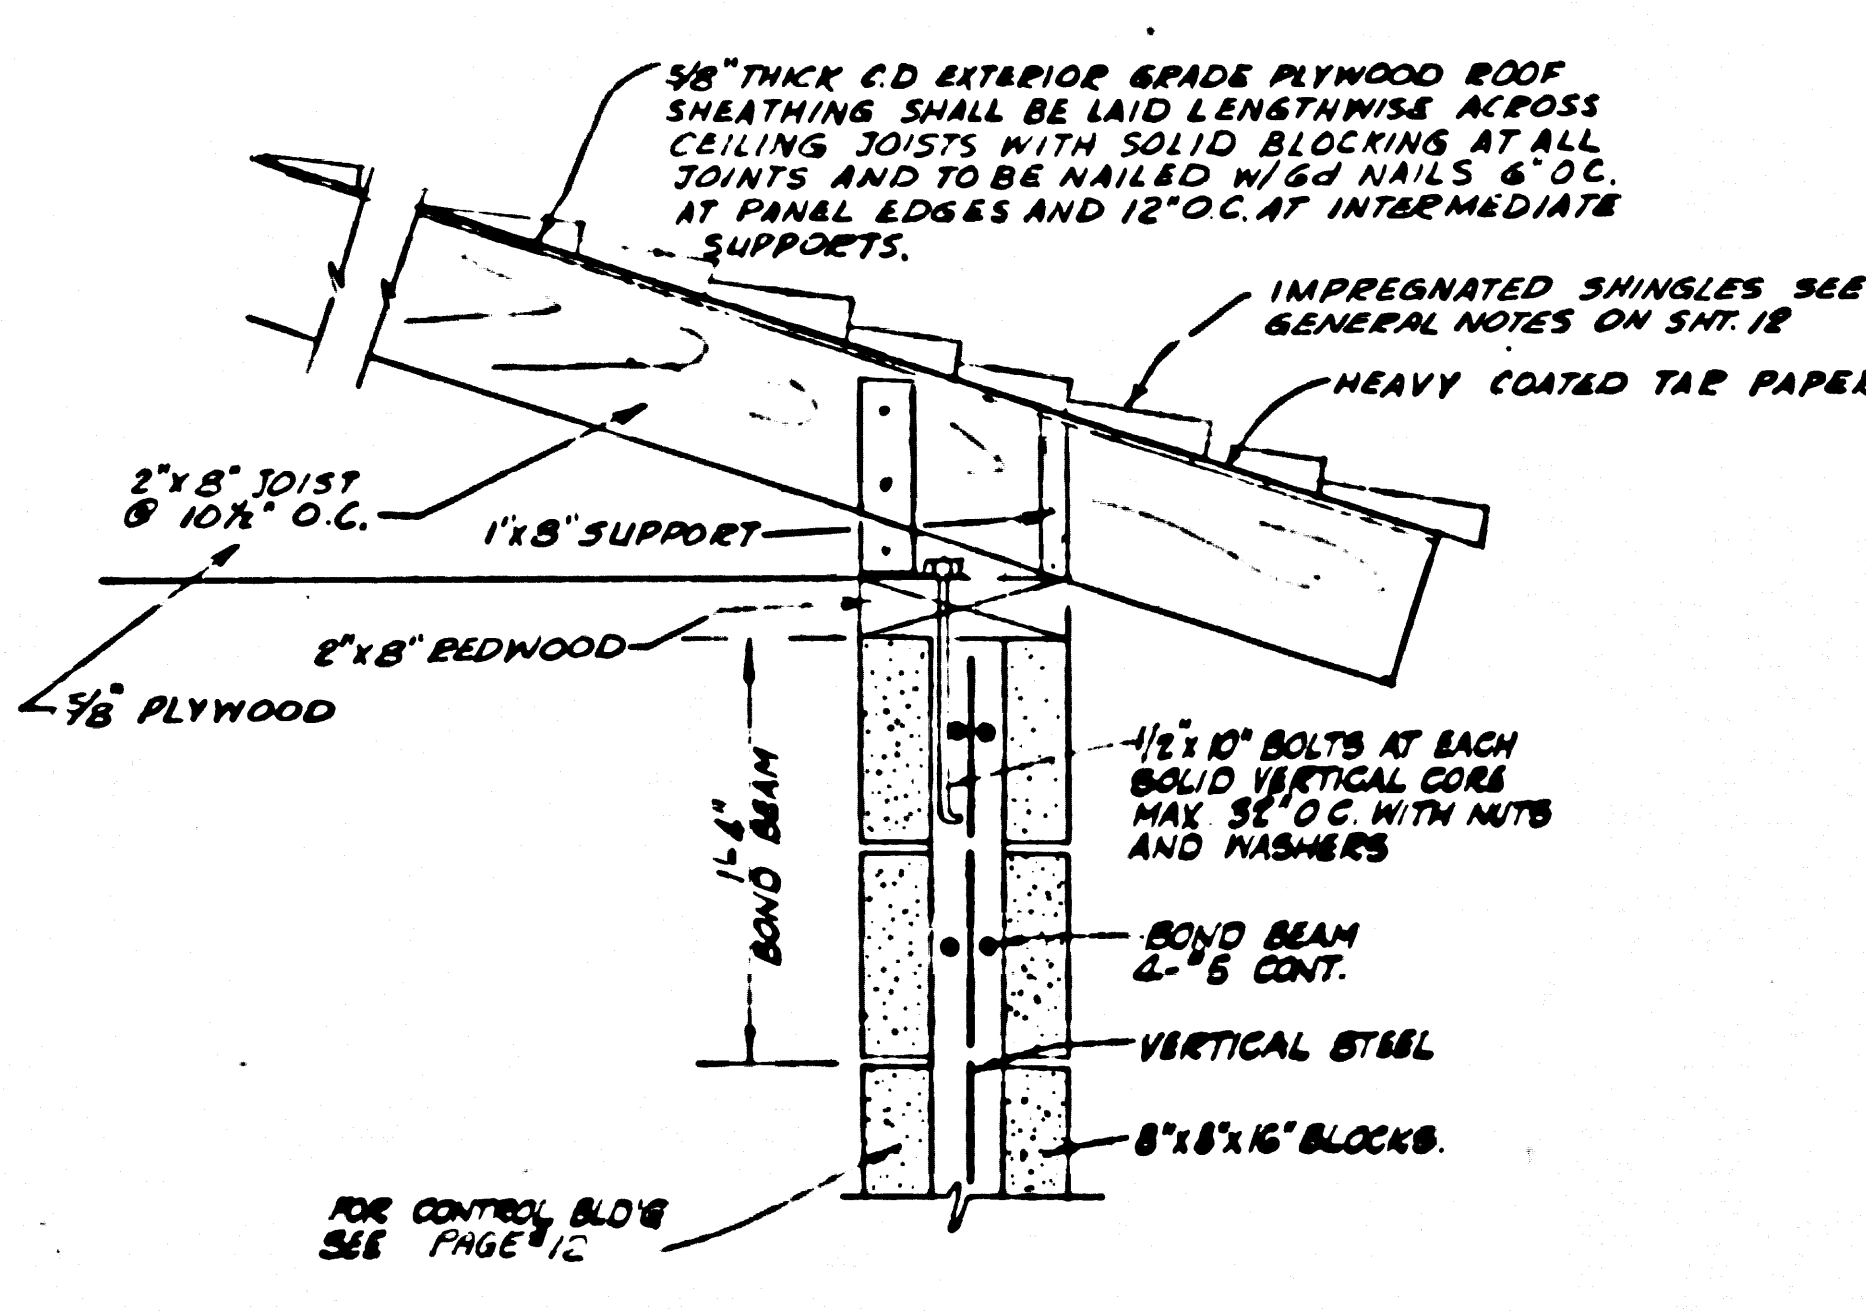 5/8" THICK C.D EXTERIOR GRADE PLYWOOD ROOF
SHEATHING SHALL BE LAID LENGTHWISE ACROSS
CEILING JOISTS WITH SOLID BLOCKING AT ALL
JOINTS AND TO BE NAILED W/6d NAILS 6" O C.
AT PANEL EDGES AND 12" O.C. AT INTERMEDIATE
SUPPORTS.
IMPREGNATED SHINGLES SEE
GENERAL NOTES ON SHT. 12
HEAVY COATED TAR PAPER
2"x8" JOIST
@ 10½" O.C.
1"x8" SUPPORT
2"x8" REDWOOD
5/8" PLYWOOD
1'-4"
BOND BEAM
1/2"x10" BOLTS AT EACH
SOLID VERTICAL CORE
MAX. 32" O C. WITH NUTS
AND WASHERS
BOND BEAM
4-#5 CONT.
VERTICAL STEEL
8"x8"x16" BLOCKS.
FOR CONTROL BLD'G
SEE PAGE #12